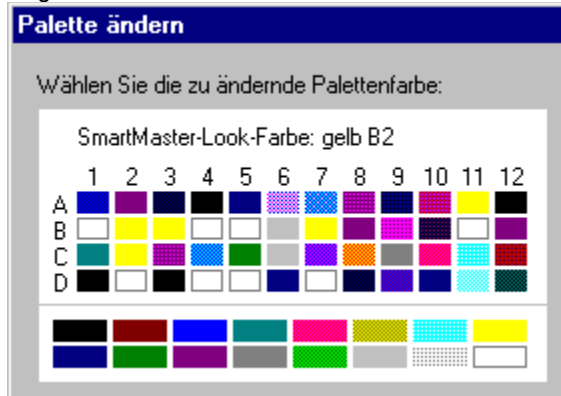 Palette ändern
Wählen Sie die zu ändernde Palettenfarbe:
SmartMaster-Look-Farbe: gelb B2
1 2 3 4 5 6 7 8 9 10 11 12
A
B
C
D